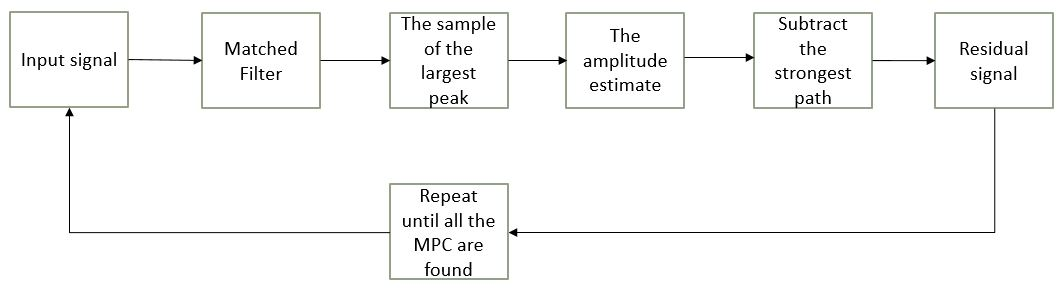 Input signal
Matched
Filter
The sample
of the
largest
peak
The
amplitude
estimate
Subtract
the
strongest
path
Residual
signal
Repeat
until all the
MPC are
found